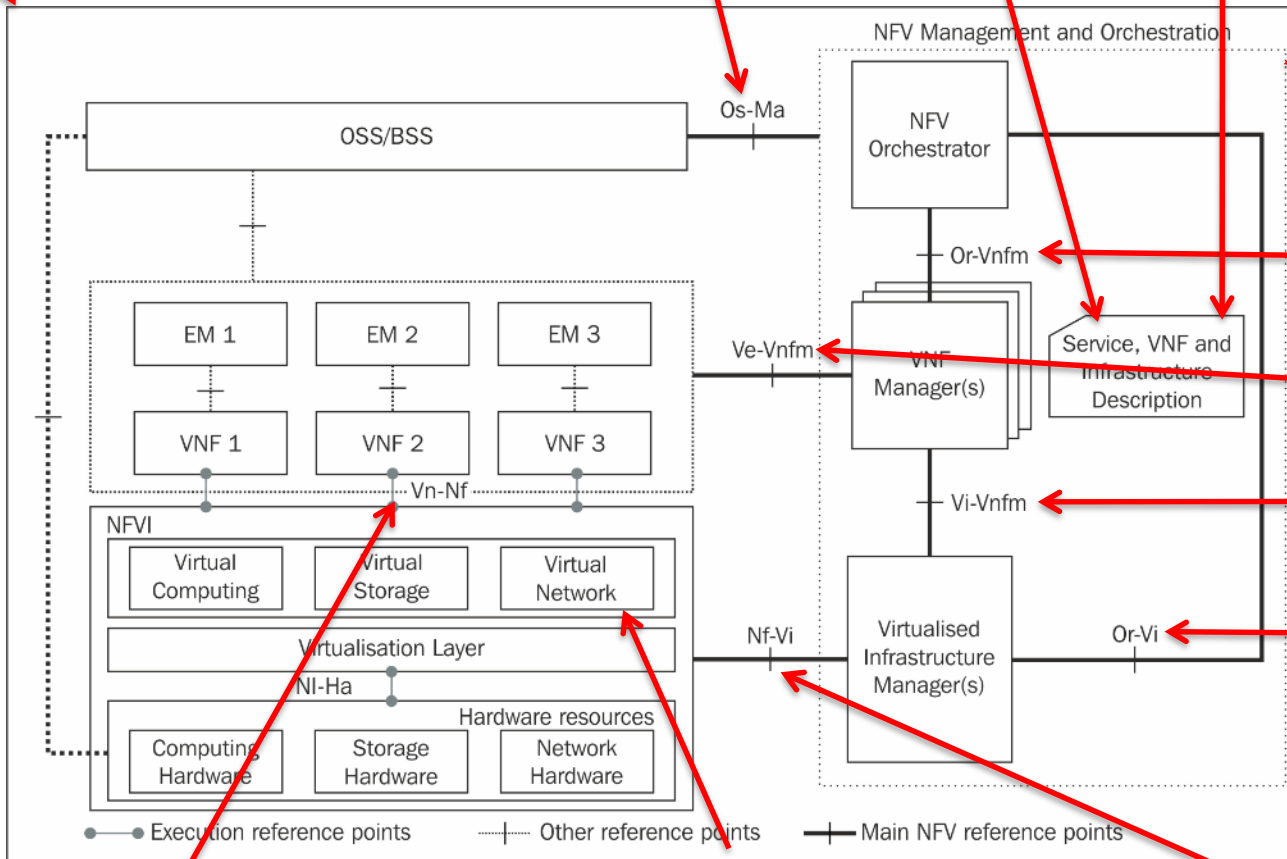 NFV Management and Orchestration
Os-Ma
OSS/BSS
NFV
Orchestrator
Or-Vnfm
EM 1
EM 2
EM 3
Ve-Vnfm
VNF
Manager(s)
Service, VNF and
Infrastructure
Description
VNF 1
VNF 2
VNF 3
Vn-Nf
Vi-Vnfm
NFVI
Virtual
Computing
Virtual
Storage
Virtual
Network
Virtualisation Layer
Nf-Vi
Virtualised
Infrastructure
Manager(s)
Or-Vi
NI-Ha
Hardware resources
Computing
Hardware
Storage
Hardware
Network
Hardware
Execution reference points
Other reference points
Main NFV reference points